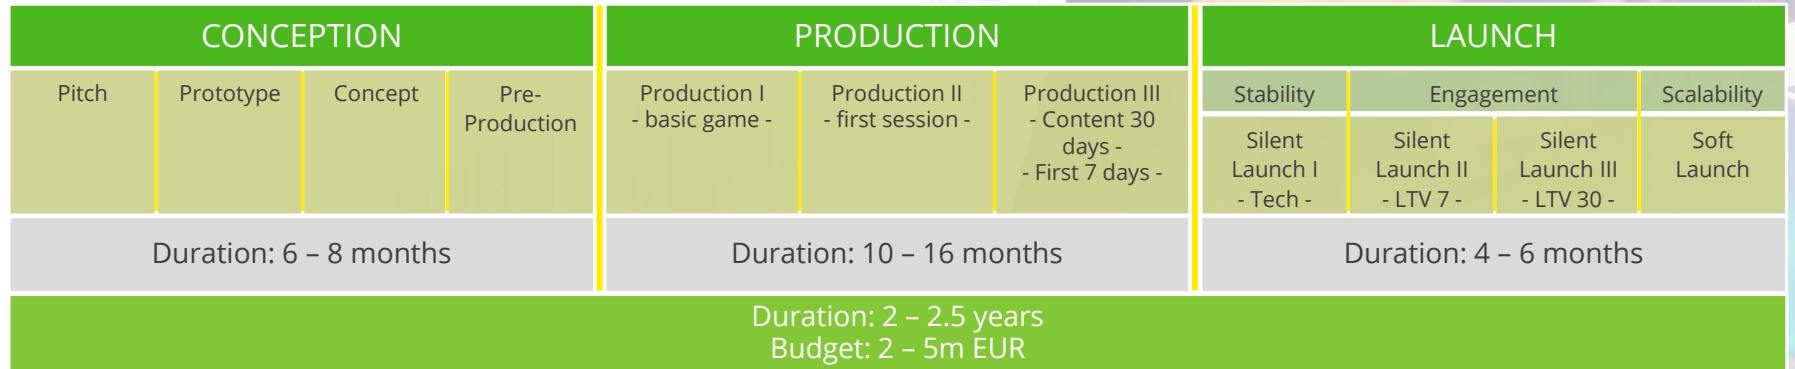 CONCEPTION
PRODUCTION
LAUNCH
Pitch
Prototype
Concept
Pre-
Production
Production I
- basic game -
Production II
- first session -
Production III
- Content 30
days -
- First 7 days -
Stability
Engagement
Scalability
Silent
Launch I
- Tech -
Silent
Launch II
- LTV 7 -
Silent
Launch III
- LTV 30 -
Soft
Launch
Duration: 6 – 8 months
Duration: 10 – 16 months
Duration: 4 – 6 months
Duration: 2 – 2.5 years
Budget: 2 – 5m EUR